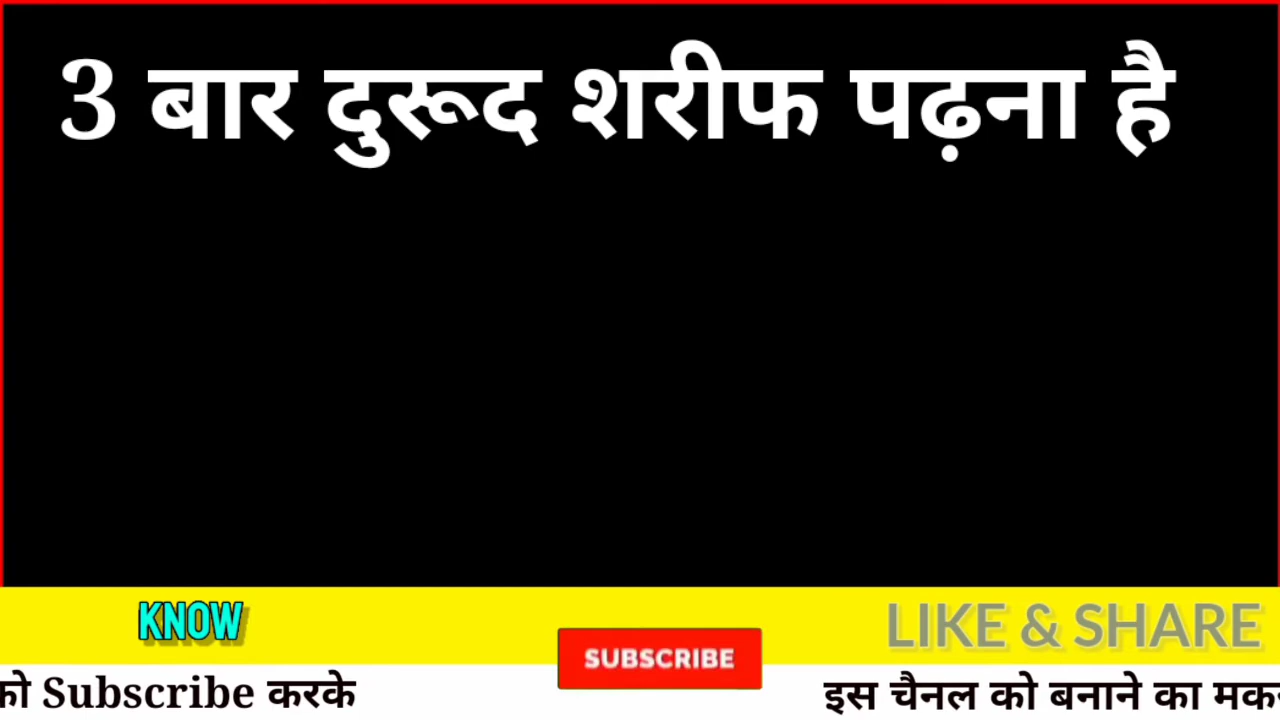 3 बार दुरूद शरीफ पढ़ना है
KNOW
LIKE & SHARE
SUBSCRIBE
को Subscribe करके
इस चैनल को बनाने का